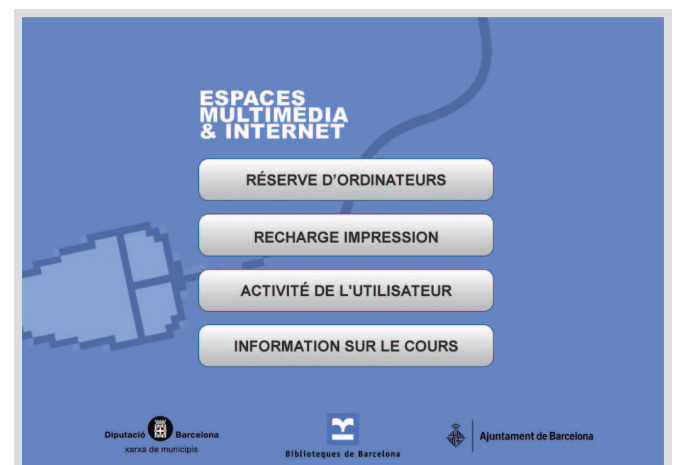 ESPACES
MULTIMEDIA
& INTERNET
RÉSERVE D'ORDINATEURS
RECHARGE IMPRESSION
ACTIVITÉ DE L'UTILISATEUR
INFORMATION SUR LE COURS
Diputació Barcelona
xarxa de municipis
Biblioteques de Barcelona
Ajuntament de Barcelona